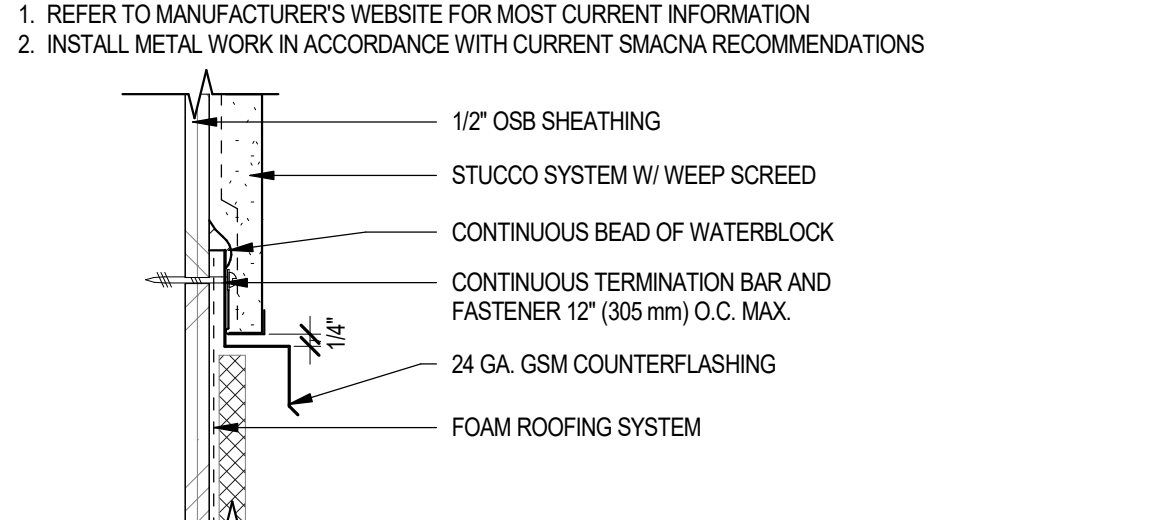 1. REFER TO MANUFACTURER'S WEBSITE FOR MOST CURRENT INFORMATION
2. INSTALL METAL WORK IN ACCORDANCE WITH CURRENT SMACNA RECOMMENDATIONS
1/2" OSB SHEATHING
STUCCO SYSTEM W/ WEEP SCREED
CONTINUOUS BEAD OF WATERBLOCK
CONTINUOUS TERMINATION BAR AND
FASTENER 12" (305 mm) O.C. MAX.
1/4"
24 GA. GSM COUNTERFLASHING
FOAM ROOFING SYSTEM